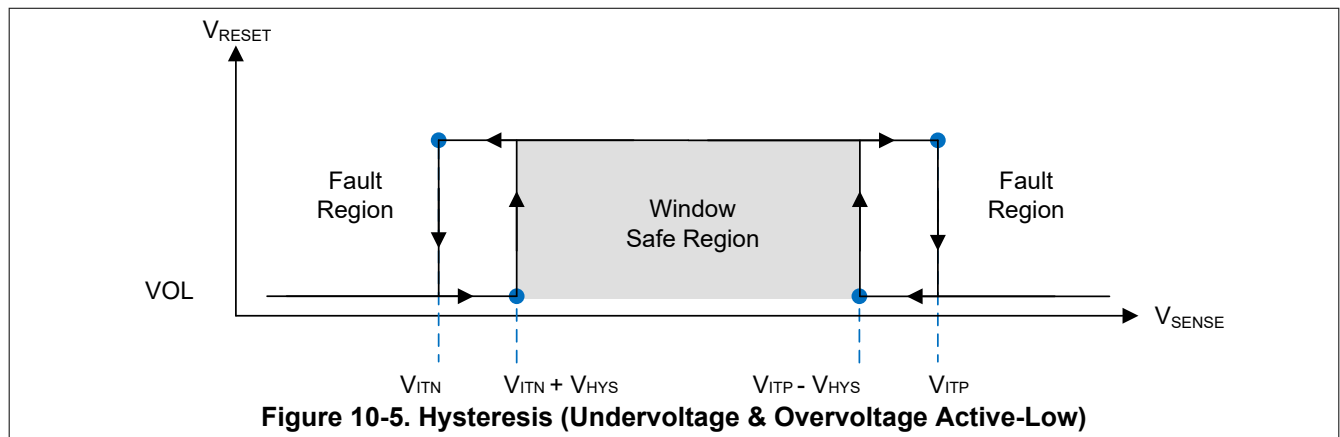 VRESET
Fault
Region
Window
Safe Region
Fault
Region
VOL
VSENSE
VITN
VITN + VHYS
VITP - VHYS
VITP
Figure 10-5. Hysteresis (Undervoltage & Overvoltage Active-Low)